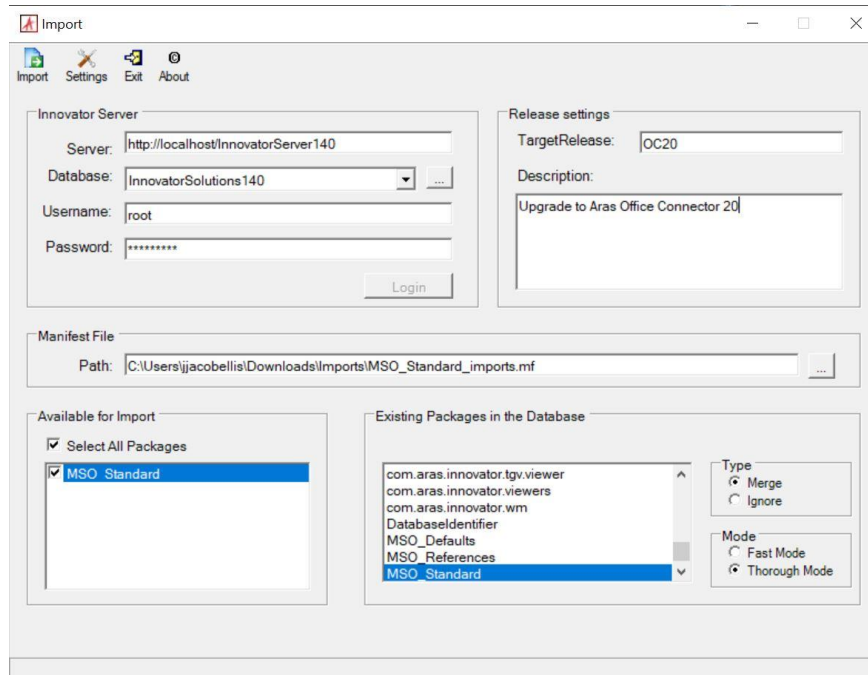 Import
Import Settings Exit About
Innovator Server
Server: http://localhost/InnovatorServer140
Database: InnovatorSolutions140 ...
Username: root
Password: *********
Login
Release settings
TargetRelease: OC20
Description:
Upgrade to Aras Office Connector 20
Manifest File
Path: C:\Users\jjacobellis\Downloads\Imports\MSO_Standard_imports.mf ...
Available for Import
Select All Packages
MSO_Standard
Existing Packages in the Database
com.aras.innovator.tgv.viewer
com.aras.innovator.viewers
com.aras.innovator.wm
DatabaseIdentifier
MSO_Defaults
MSO_References
MSO_Standard
Type
Merge
Ignore
Mode
Fast Mode
Thorough Mode